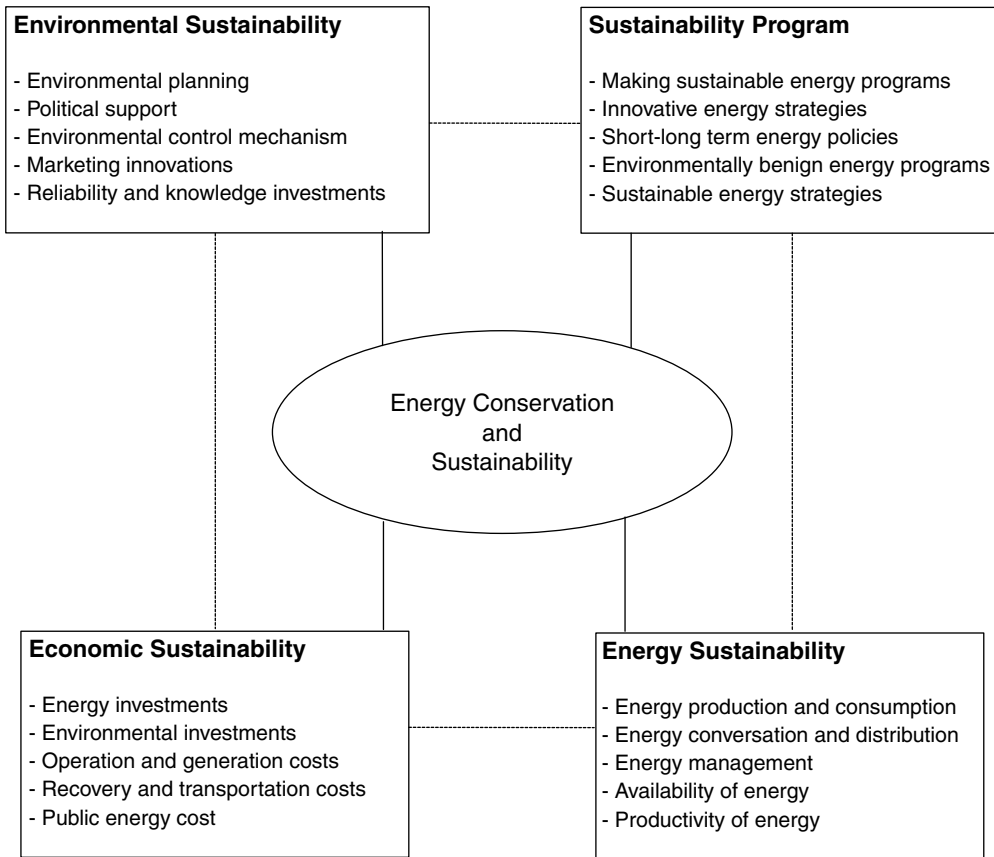 Environmental Sustainability
- Environmental planning
- Political support
- Environmental control mechanism
- Marketing innovations
- Reliability and knowledge investments
Sustainability Program
- Making sustainable energy programs
- Innovative energy strategies
- Short-long term energy policies
- Environmentally benign energy programs
- Sustainable energy strategies
Energy Conservation
and
Sustainability
Economic Sustainability
- Energy investments
- Environmental investments
- Operation and generation costs
- Recovery and transportation costs
- Public energy cost
Energy Sustainability
- Energy production and consumption
- Energy conversation and distribution
- Energy management
- Availability of energy
- Productivity of energy